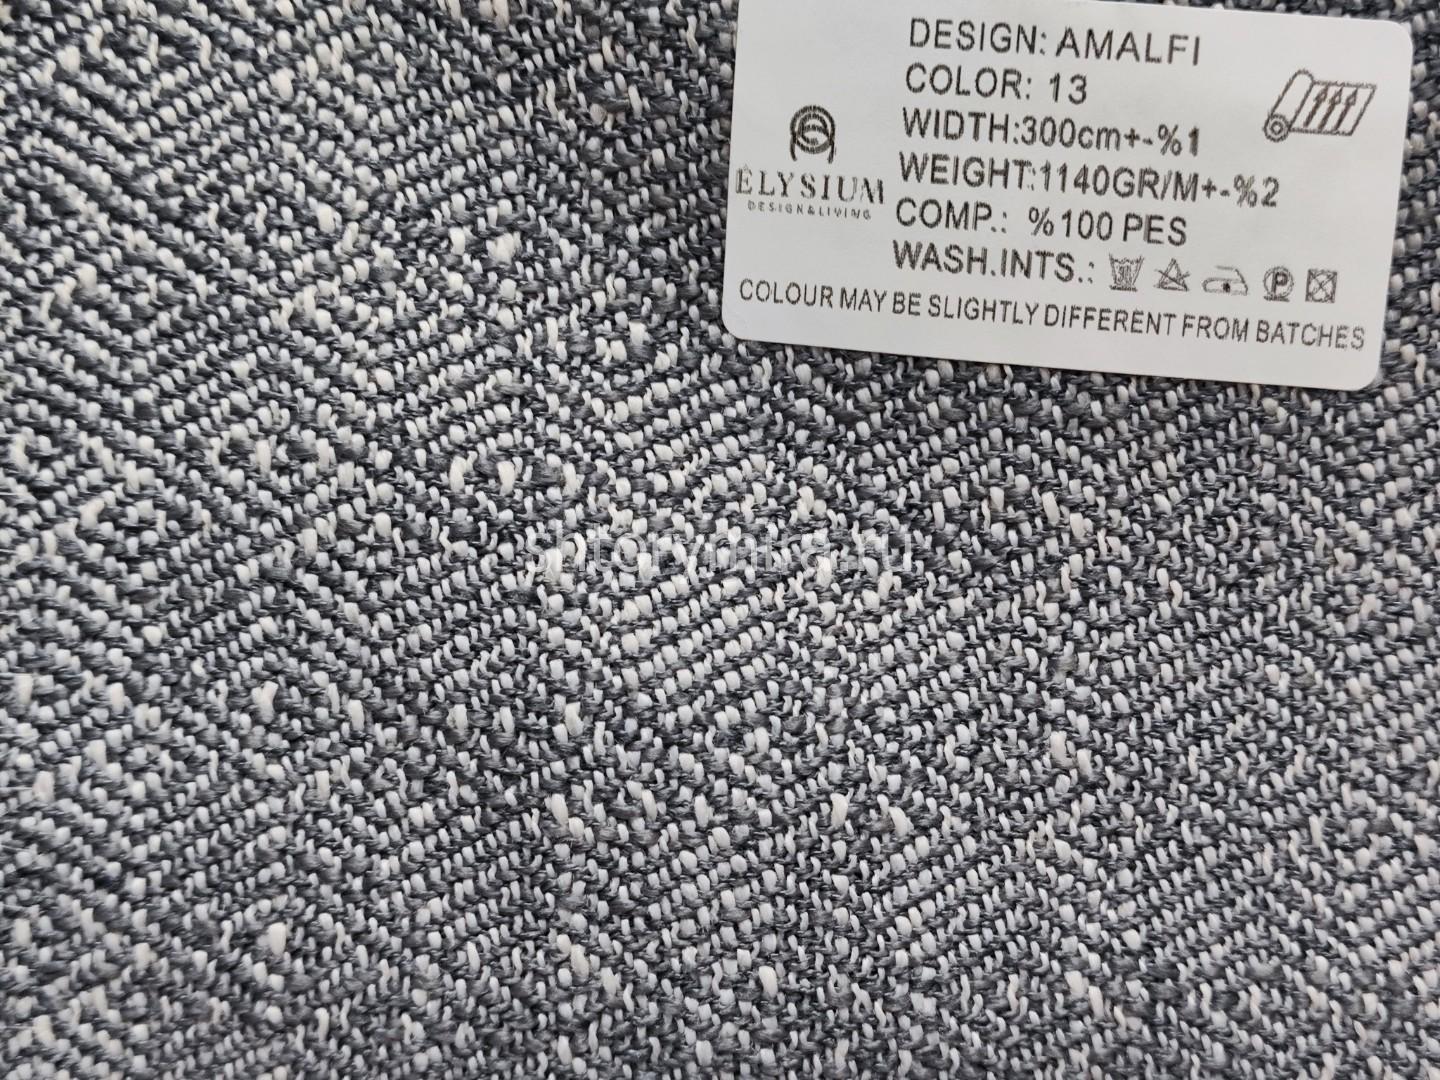 DESIGN: AMALFI
COLOR: 13
WIDTH:300cm+-%1
WEIGHT:1140GR/M+-%2
COMP.: %100 PES
WASH.INTS.:
P
COLOUR MAY BE SLIGHTLY DIFFERENT FROM BATCHES
ELYSIUM
DESIGN&LIVING
shtorymira.ru